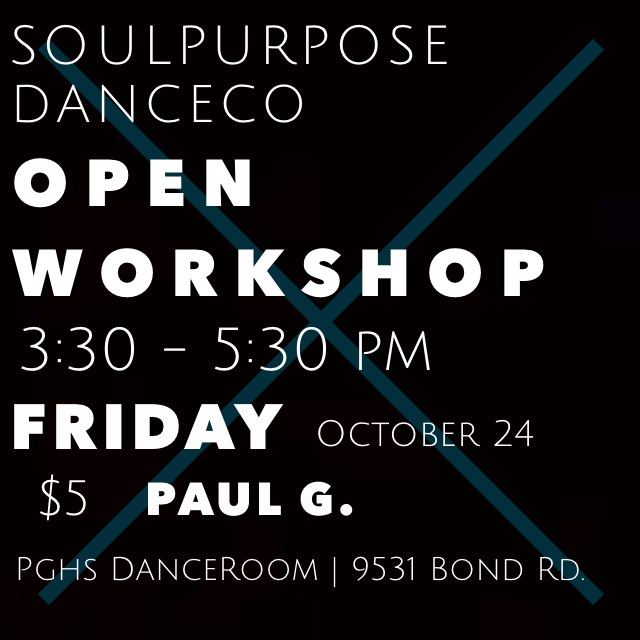 SOULPURPOSE
DANCECO
OPEN
WORKSHOP
3:30 - 5:30 PM
FRIDAY OCTOBER 24
$5 PAUL G.
PGHS DANCEROOM | 9531 BOND RD.